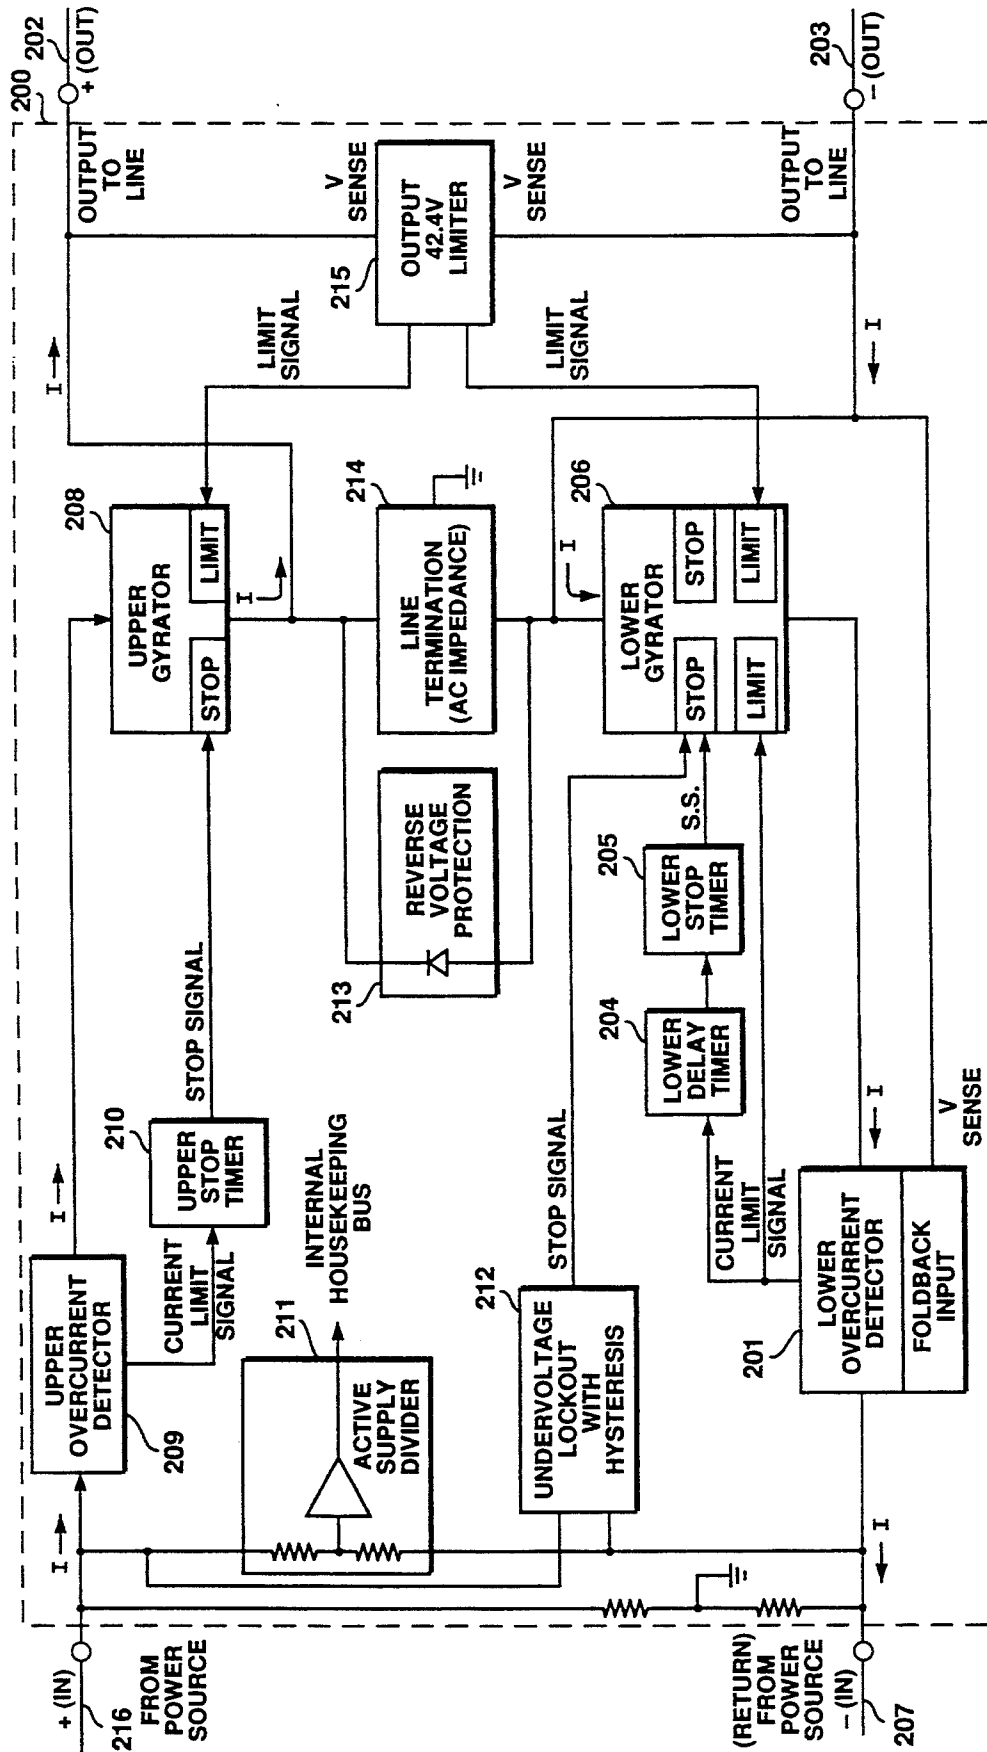 + (IN)
216
FROM
POWER
SOURCE
(RETURN)
FROM
POWER
SOURCE
− (IN)
207
I
UPPER
OVERCURRENT
DETECTOR
209
CURRENT
LIMIT
SIGNAL
I
210
UPPER
STOP
TIMER
STOP SIGNAL
211
ACTIVE
SUPPLY
DIVIDER
INTERNAL
HOUSEKEEPING
BUS
212
UNDERVOLTAGE
LOCKOUT
WITH
HYSTERESIS
STOP SIGNAL
201
LOWER
OVERCURRENT
DETECTOR
FOLDBACK
INPUT
I
CURRENT
LIMIT
SIGNAL
V
SENSE
I
204
LOWER
DELAY
TIMER
205
LOWER
STOP
TIMER
S.S.
213
REVERSE
VOLTAGE
PROTECTION
208
UPPER
GYRATOR
STOP
LIMIT
I
214
LINE
TERMINATION
(AC IMPEDANCE)
206
LOWER
GYRATOR
STOP
STOP
LIMIT
LIMIT
I
LIMIT
SIGNAL
LIMIT
SIGNAL
I
I
215
OUTPUT
42.4V
LIMITER
V
SENSE
V
SENSE
OUTPUT
TO
LINE
OUTPUT
TO
LINE
200
202
+ (OUT)
203
− (OUT)